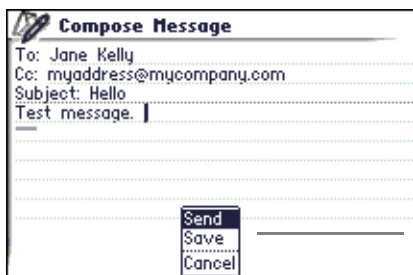 Compose Message
To: Jane Kelly
Cc: myaddress@mycompany.com
Subject: Hello
Test message.
Send
Save
Cancel